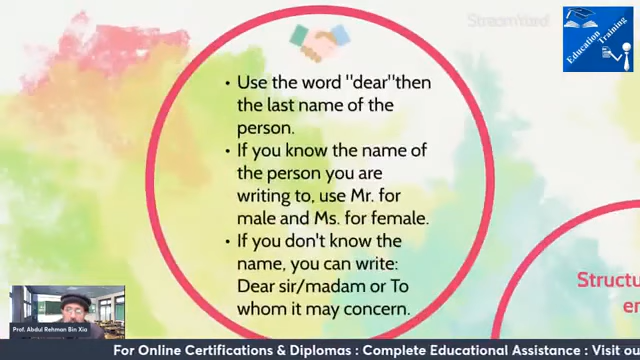 StreamYard
Education
Training
• Use the word "dear"then
the last name of the
person.
• If you know the name of
the person you are
writing to, use Mr. for
male and Ms. for female.
• If you don't know the
name, you can write:
Dear sir/madam or To
whom it may concern.
Structu
er
Prof. Abdul Rehman Bin Xia
For Online Certifications & Diplomas : Complete Educational Assistance : Visit ou